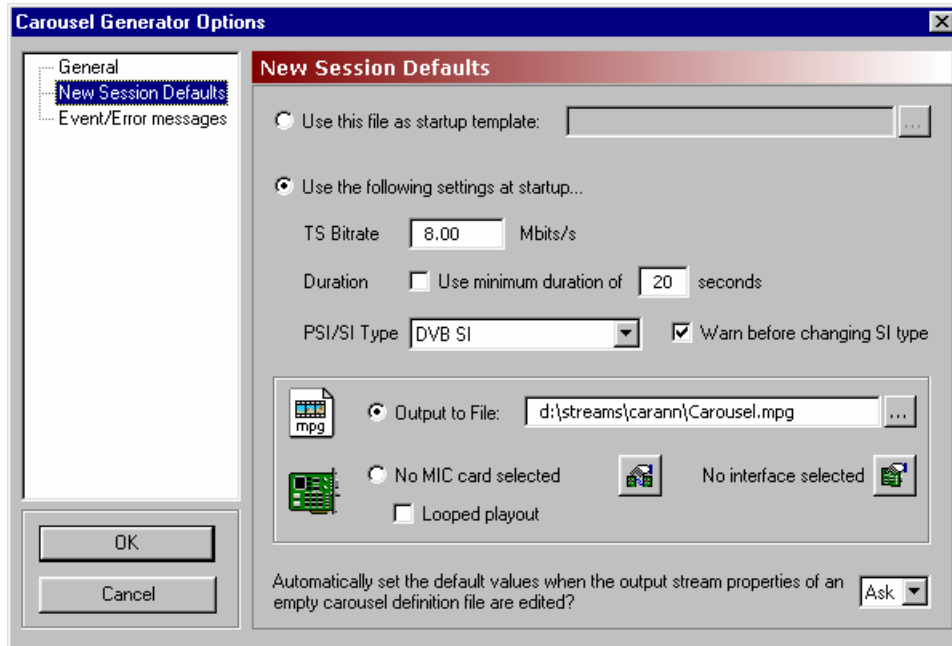 Carousel Generator Options
General
New Session Defaults
Event/Error messages
OK
Cancel
New Session Defaults
Use this file as startup template:
...
Use the following settings at startup...
TS Bitrate 8.00 Mbits/s
Duration Use minimum duration of 20 seconds
PSI/SI Type DVB SI Warn before changing SI type
mpg
Output to File: d:\streams\carann\Carousel.mpg ...
No MIC card selected No interface selected
Looped playout
Automatically set the default values when the output stream properties of an
empty carousel definition file are edited? Ask